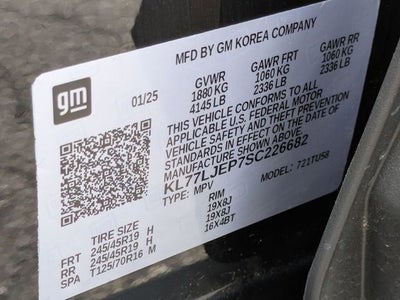 MFD BY GM KOREA COMPANY
gm
01/25
GVWR GAWR FRT GAWR RR
1880 KG 1060 KG 1060 KG
4145 LB 2336 LB 2336 LB
THIS VEHICLE CONFORMS TO ALL
APPLICABLE U.S. FEDERAL MOTOR
VEHICLE SAFETY AND THEFT PREVENTION
STANDARDS IN EFFECT ON THE DATE OF
MANUFACTURE SHOWN ABOVE.
KL77LJEP7SC226682
TYPE: MPV MODEL: 721TU58
TIRE SIZE RIM
FRT 245/45R19 H 19X8J
RR 245/45R19 H 19X8J
SPA T125/70R16 M 16X4BT